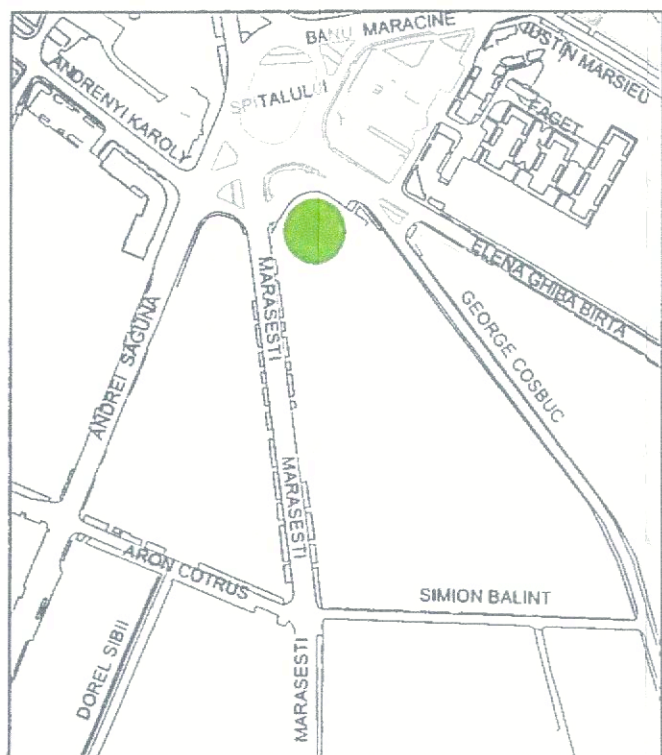 BANU MARACINE
IUSTIN MARSIEU
ANDRENYI KAROLY
SPITALULUI
FAGET
ELENA GHIBA BIRTA
MARASESTI
GEORGE COSBUC
ANDREI SAGUNA
MARASESTI
ARON COTRUS
SIMION BALINT
DOREL SIBII
MARASESTI